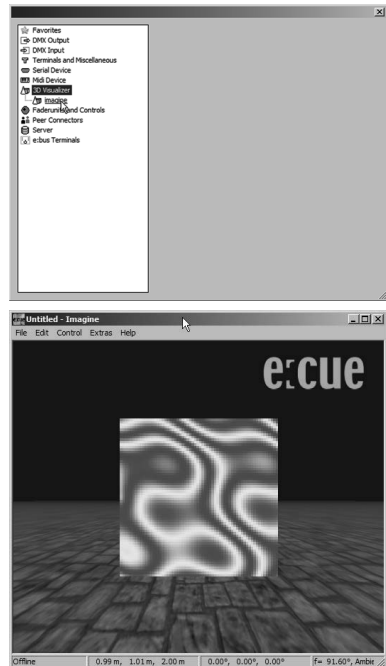 Favorites
DMX Output
DMX Input
Terminals and Miscellaneous
Serial Device
Midi Device
3D Visualizer
imagine
Faderunits and Controls
Peer Connectors
Server
e:bus Terminals
Untitled - Imagine
File Edit Control Extras Help
e:cue
Offline 0.99 m, 1.01 m, 2.00 m 0.00°, 0.00°, 0.00° f= 91.60°, Ambie